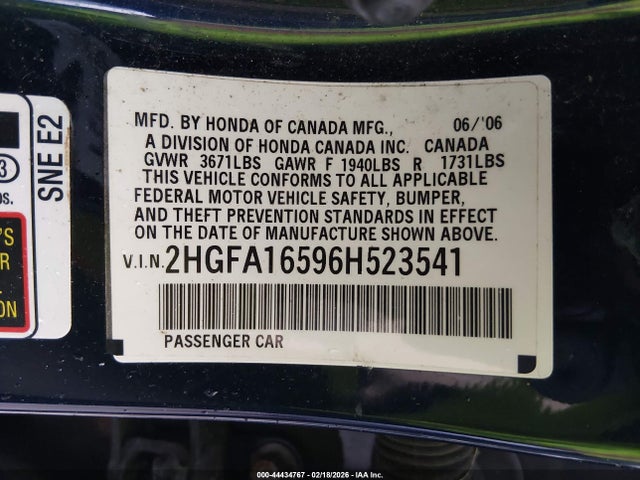 MFD. BY HONDA OF CANADA MFG., 06/'06
A DIVISION OF HONDA CANADA INC. CANADA
GVWR 3671LBS GAWR F 1940LBS R 1731LBS
THIS VEHICLE CONFORMS TO ALL APPLICABLE
FEDERAL MOTOR VEHICLE SAFETY, BUMPER,
AND THEFT PREVENTION STANDARDS IN EFFECT
ON THE DATE OF MANUFACTURE SHOWN ABOVE.
V.I.N. 2HGFA16596H523541
PASSENGER CAR
SNE E2
000-44434767 - 02/18/2026 - IAA Inc.